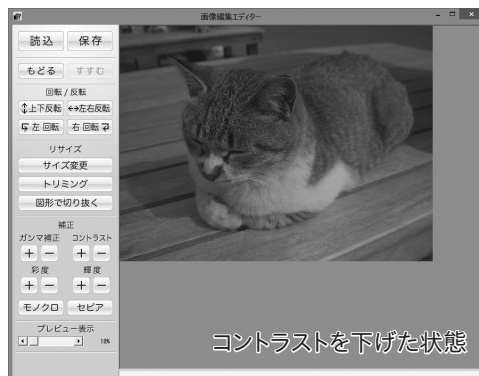 画像編集エディター
読込 保存
もどる すすむ
回転 / 反転
上下反転 左右反転
左回転 右回転
リサイズ
サイズ変更
トリミング
図形で切り抜く
補正
ガンマ補正 コントラスト
+ − + −
彩度 輝度
+ − + −
モノクロ セピア
プレビュー表示
コントラストを下げた状態